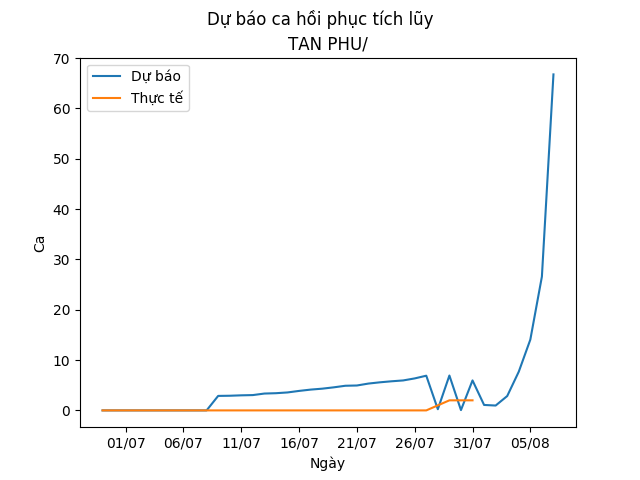 Dự báo ca hồi phục tích lũy
TAN PHU/
Dự báo
Thực tế
Ca
70
60
50
40
30
20
10
0
01/07 06/07 11/07 16/07 21/07 26/07 31/07 05/08
Ngày